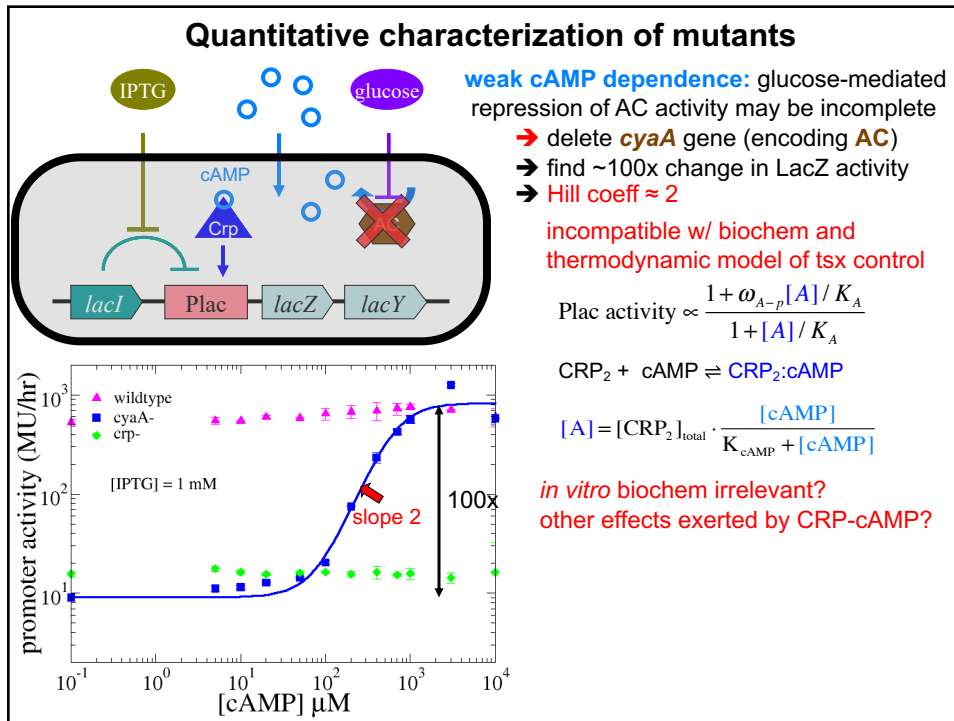 Quantitative characterization of mutants
IPTG
glucose
cAMP
Crp
AC
lacI
Plac
lacZ
lacY
weak cAMP dependence: glucose-mediated
repression of AC activity may be incomplete
➔ delete cyaA gene (encoding AC)
➔ find ~100x change in LacZ activity
➔ Hill coeff ≈ 2
incompatible w/ biochem and
thermodynamic model of tsx control
Plac activity ∝ (1 + ω_{A-p}[A] / K_A) / (1 + [A] / K_A)
CRP₂ + cAMP ⇌ CRP₂:cAMP
[A] = [CRP₂]_total · [cAMP] / (K_cAMP + [cAMP])
in vitro biochem irrelevant?
other effects exerted by CRP-cAMP?
promoter activity (MU/hr)
10³
10²
10¹
wildtype
cyaA-
crp-
[IPTG] = 1 mM
slope 2
100x
10⁻¹ 10⁰ 10¹ 10² 10³ 10⁴
[cAMP] μM